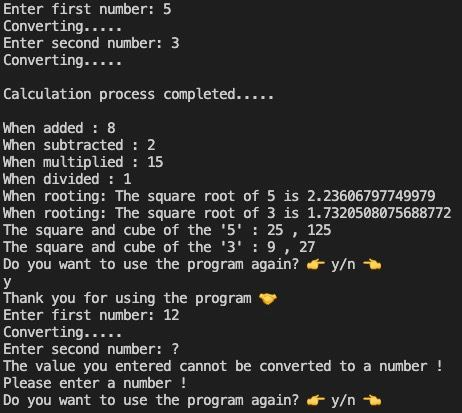 Enter first number: 5
Converting.....
Enter second number: 3
Converting.....
Calculation process completed.....
When added : 8
When subtracted : 2
When multiplied : 15
When divided : 1
When rooting: The square root of 5 is 2.23606797749979
When rooting: The square root of 3 is 1.7320508075688772
The square and cube of the '5' : 25 , 125
The square and cube of the '3' : 9 , 27
Do you want to use the program again? 👉 y/n 👈
y
Thank you for using the program 🤝
Enter first number: 12
Converting.....
Enter second number: ?
The value you entered cannot be converted to a number !
Please enter a number !
Do you want to use the program again? 👉 y/n 👈